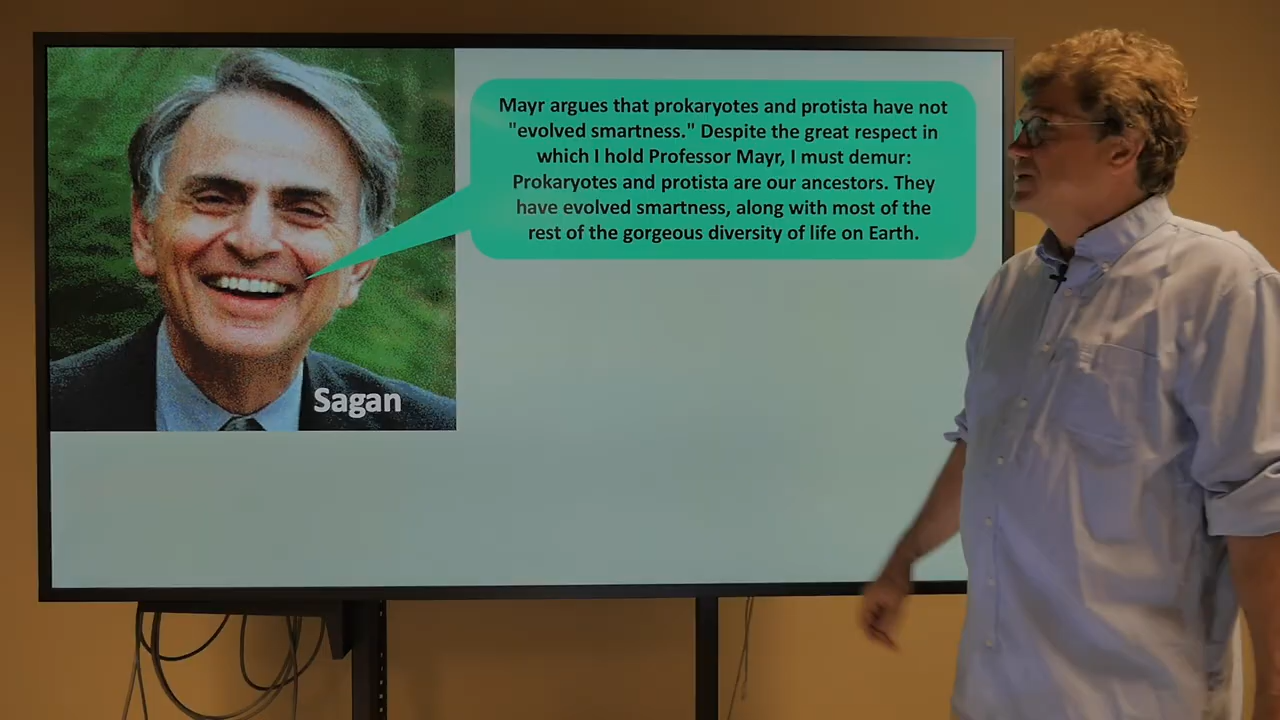 Mayr argues that prokaryotes and protista have not
"evolved smartness." Despite the great respect in
which I hold Professor Mayr, I must demur:
Prokaryotes and protista are our ancestors. They
have evolved smartness, along with most of the
rest of the gorgeous diversity of life on Earth.
Sagan